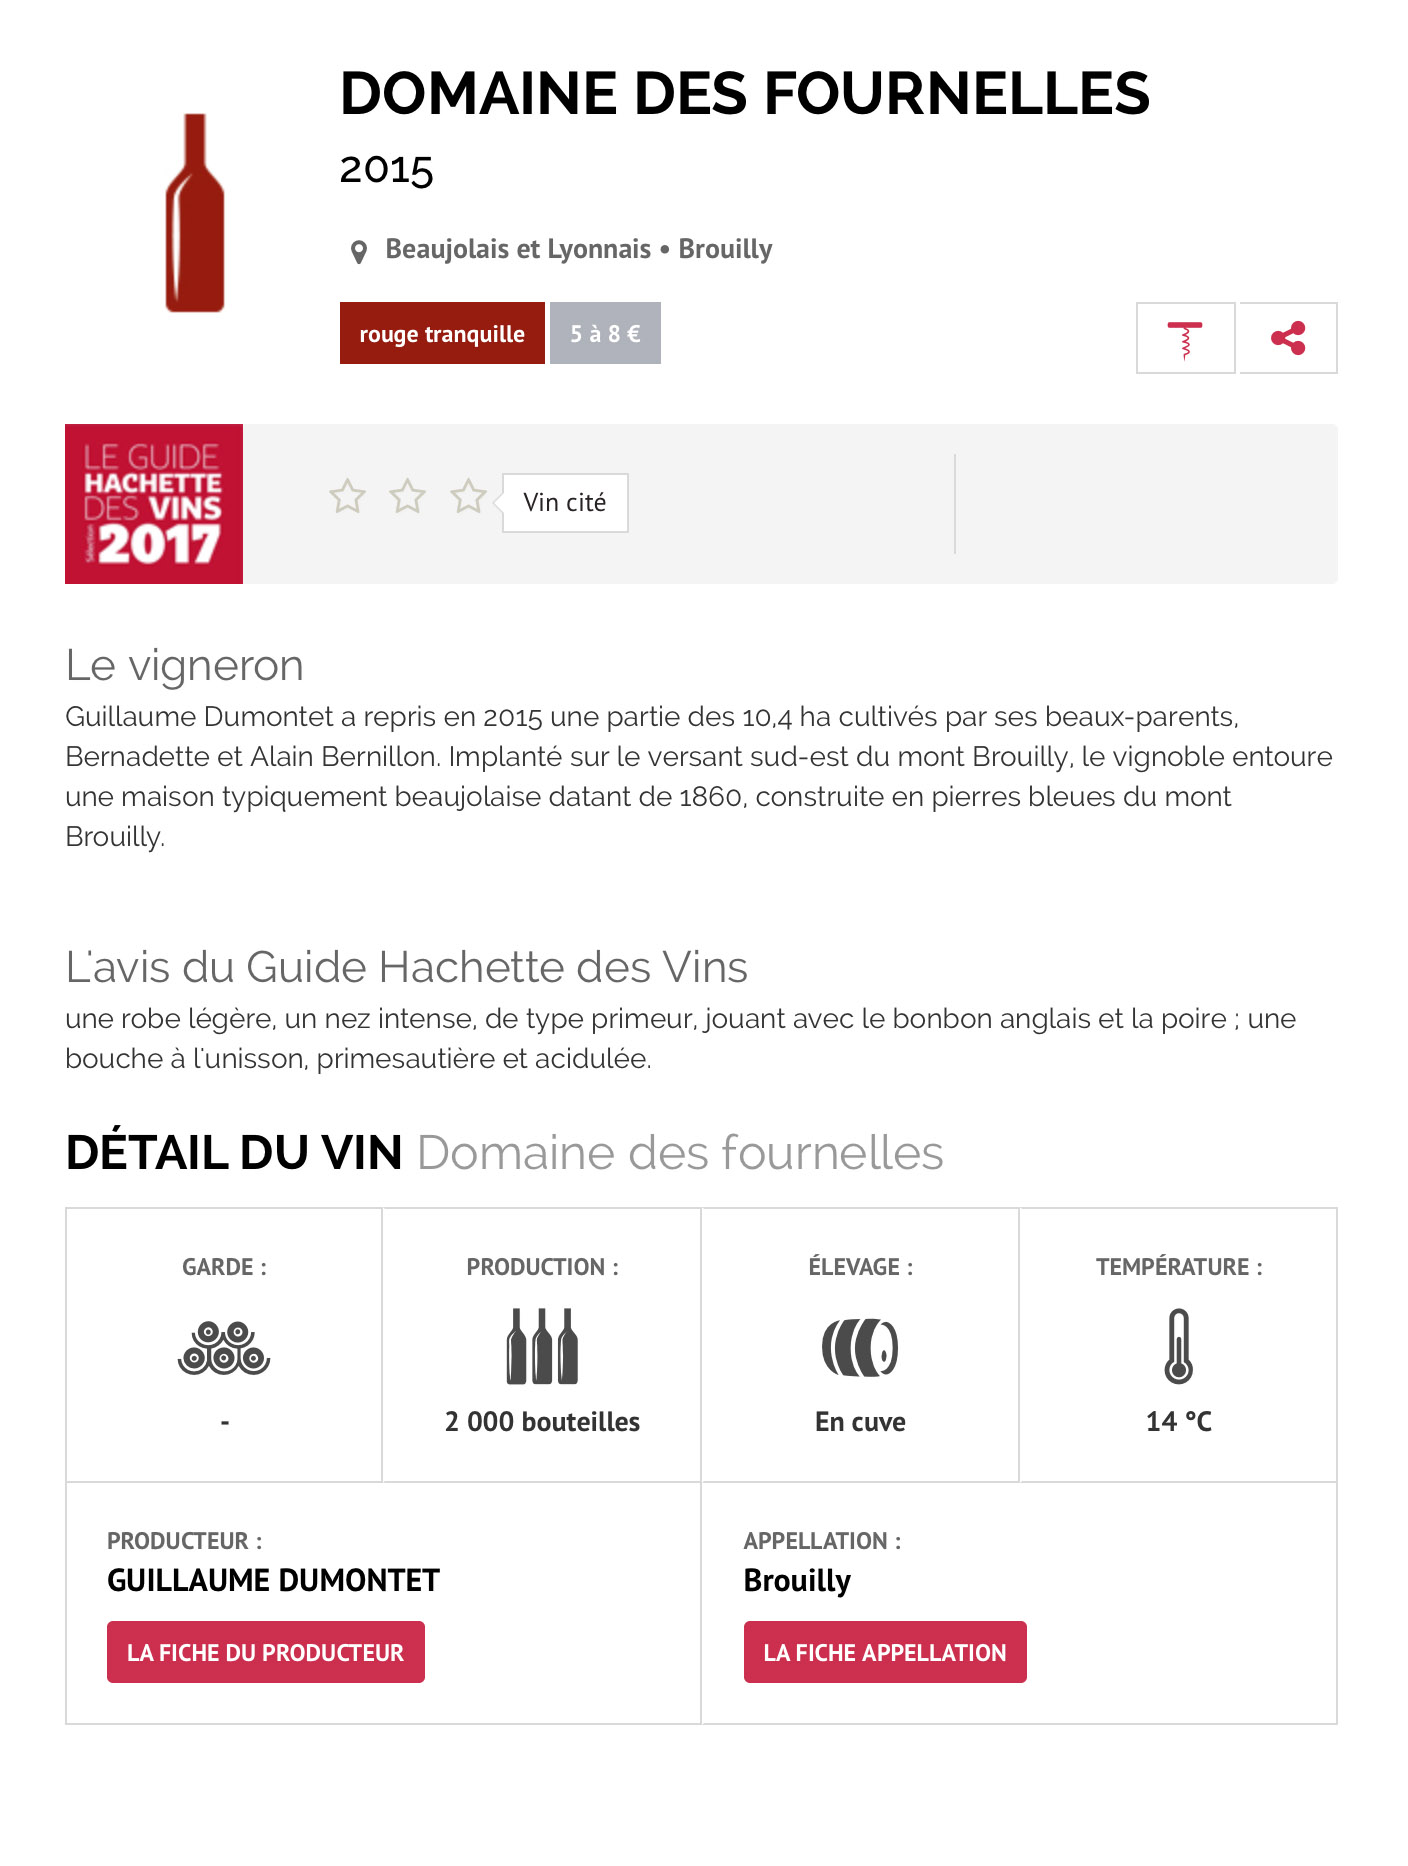 DOMAINE DES FOURNELLES
2015
Beaujolais et Lyonnais • Brouilly
rouge tranquille
5 à 8 €
LE GUIDE
HACHETTE
DES VINS
Sélection
2017
Vin cité
Le vigneron
Guillaume Dumontet a repris en 2015 une partie des 10,4 ha cultivés par ses beaux-parents,
Bernadette et Alain Bernillon. Implanté sur le versant sud-est du mont Brouilly, le vignoble entoure
une maison typiquement beaujolaise datant de 1860, construite en pierres bleues du mont
Brouilly.
L'avis du Guide Hachette des Vins
une robe légère, un nez intense, de type primeur, jouant avec le bonbon anglais et la poire ; une
bouche à l'unisson, primesautière et acidulée.
DÉTAIL DU VIN Domaine des fournelles
GARDE :
-
PRODUCTION :
2 000 bouteilles
ÉLEVAGE :
En cuve
TEMPÉRATURE :
14 °C
PRODUCTEUR :
GUILLAUME DUMONTET
LA FICHE DU PRODUCTEUR
APPELLATION :
Brouilly
LA FICHE APPELLATION